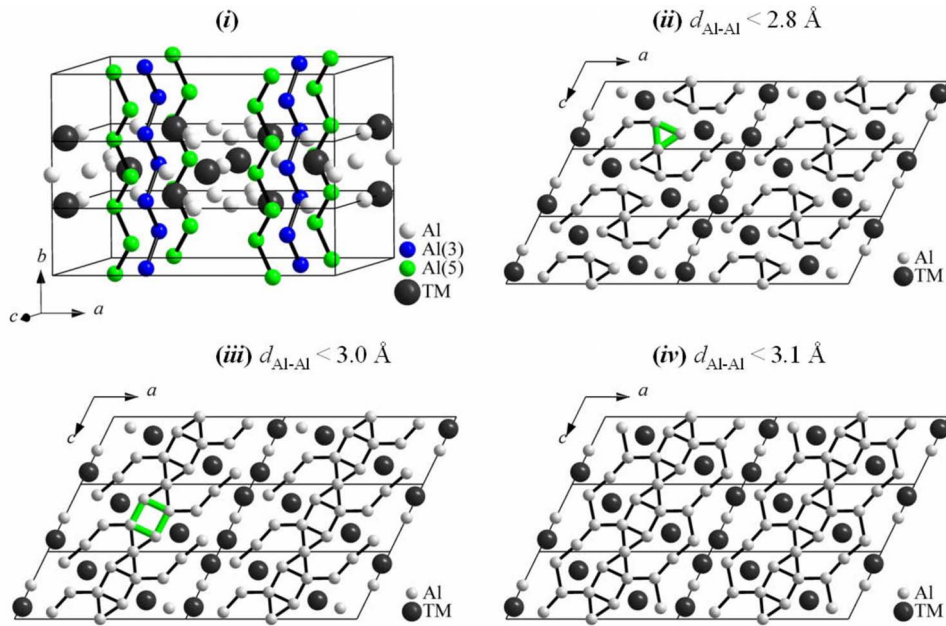 (i)
(ii) dAl-Al < 2.8 Å
a
c
Al
Al(3)
Al(5)
TM
b
a
c
Al
TM
(iii) dAl-Al < 3.0 Å
(iv) dAl-Al < 3.1 Å
a
c
a
c
Al
TM
Al
TM